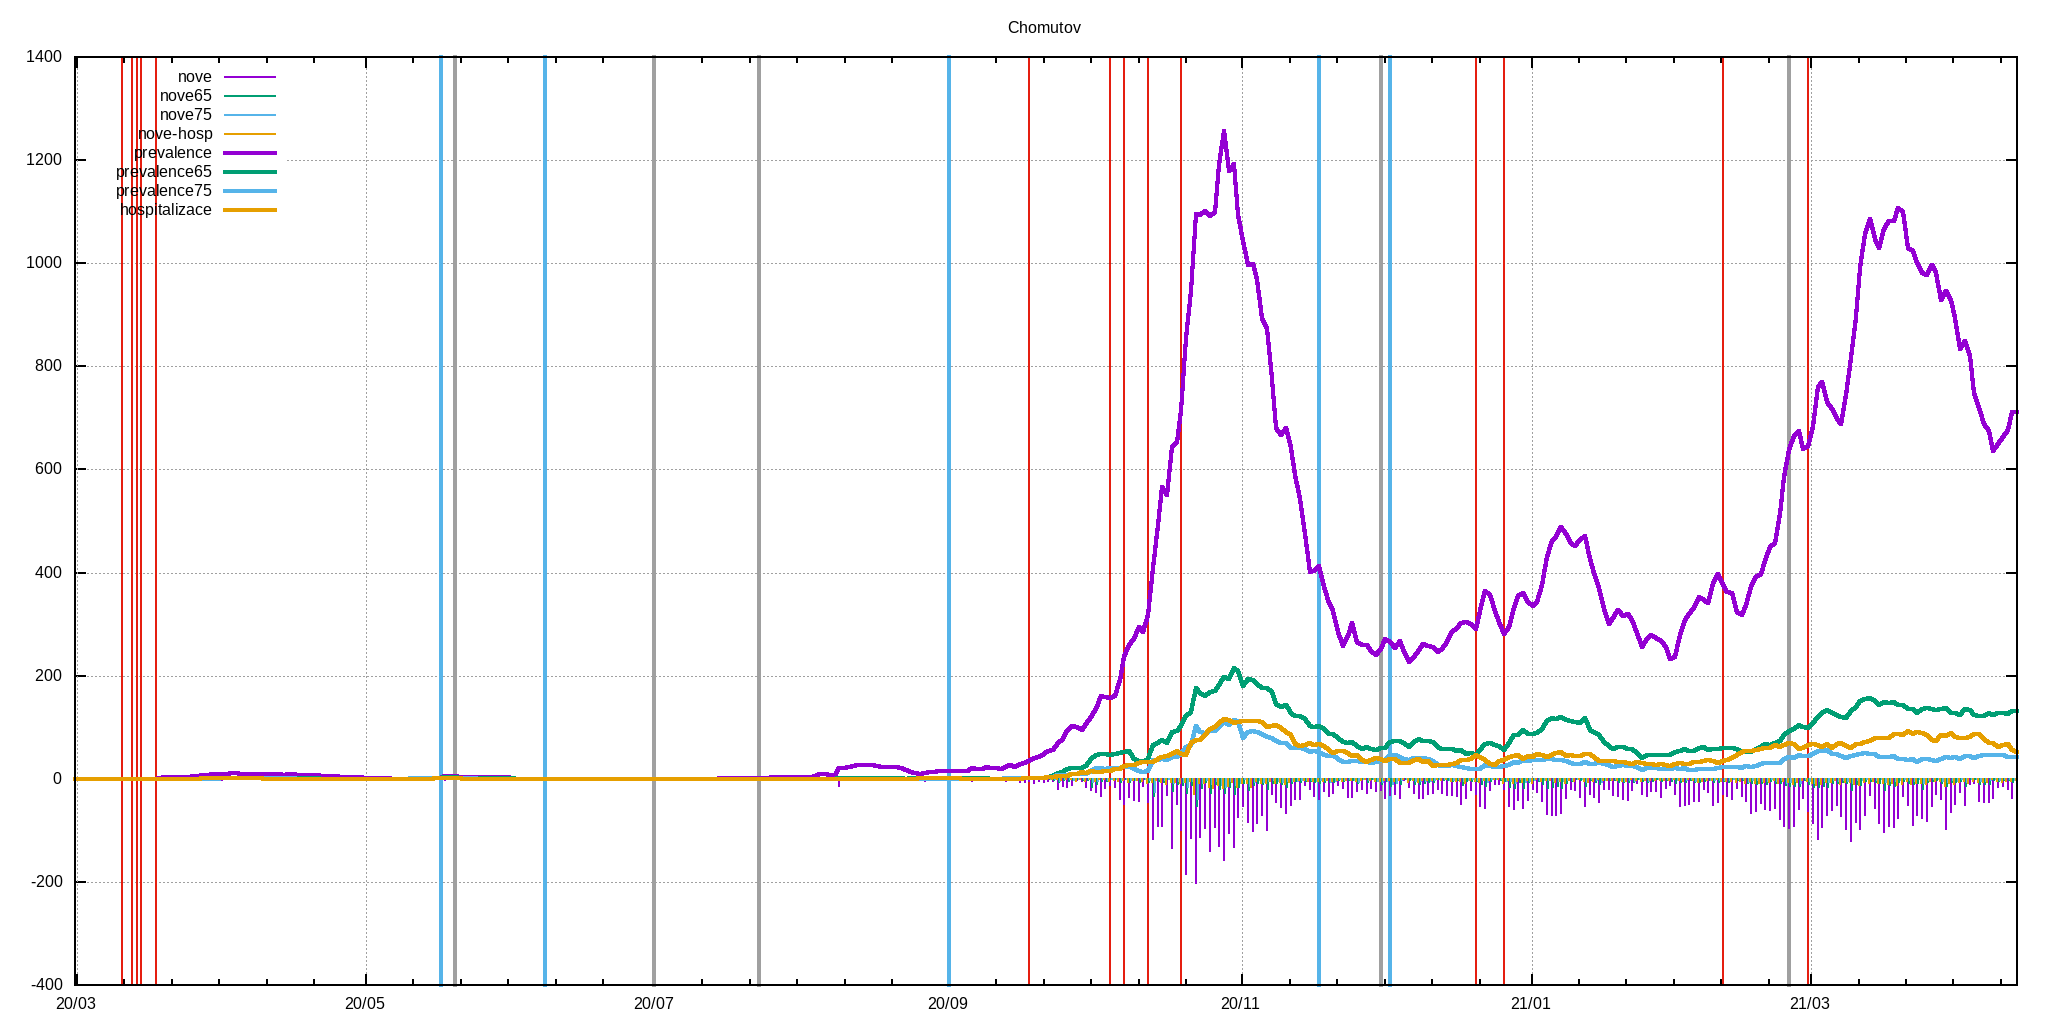 Chomutov
1400
1200
1000
800
600
400
200
0
-200
-400
nove
nove65
nove75
nove-hosp
prevalence
prevalence65
prevalence75
hospitalizace
20/03
20/05
20/07
20/09
20/11
21/01
21/03